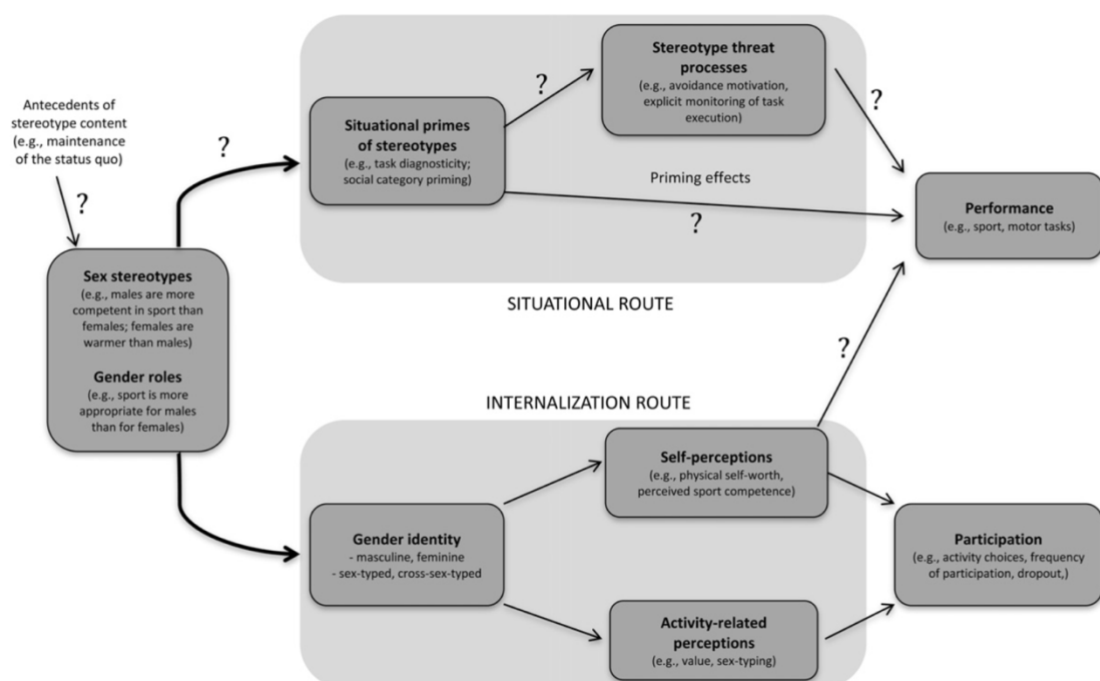 Antecedents of
stereotype content
(e.g., maintenance
of the status quo)
?
Sex stereotypes
(e.g., males are more
competent in sport than
females; females are
warmer than males)
Gender roles
(e.g., sport is more
appropriate for males
than for females)
?
Situational primes
of stereotypes
(e.g., task diagnosticity;
social category priming)
?
Stereotype threat
processes
(e.g., avoidance motivation,
explicit monitoring of task
execution)
?
Priming effects
?
Performance
(e.g., sport, motor tasks)
SITUATIONAL ROUTE
?
INTERNALIZATION ROUTE
Gender identity
- masculine, feminine
- sex-typed, cross-sex-typed
Self-perceptions
(e.g., physical self-worth,
perceived sport competence)
Activity-related
perceptions
(e.g., value, sex-typing)
Participation
(e.g., activity choices, frequency
of participation, dropout,)